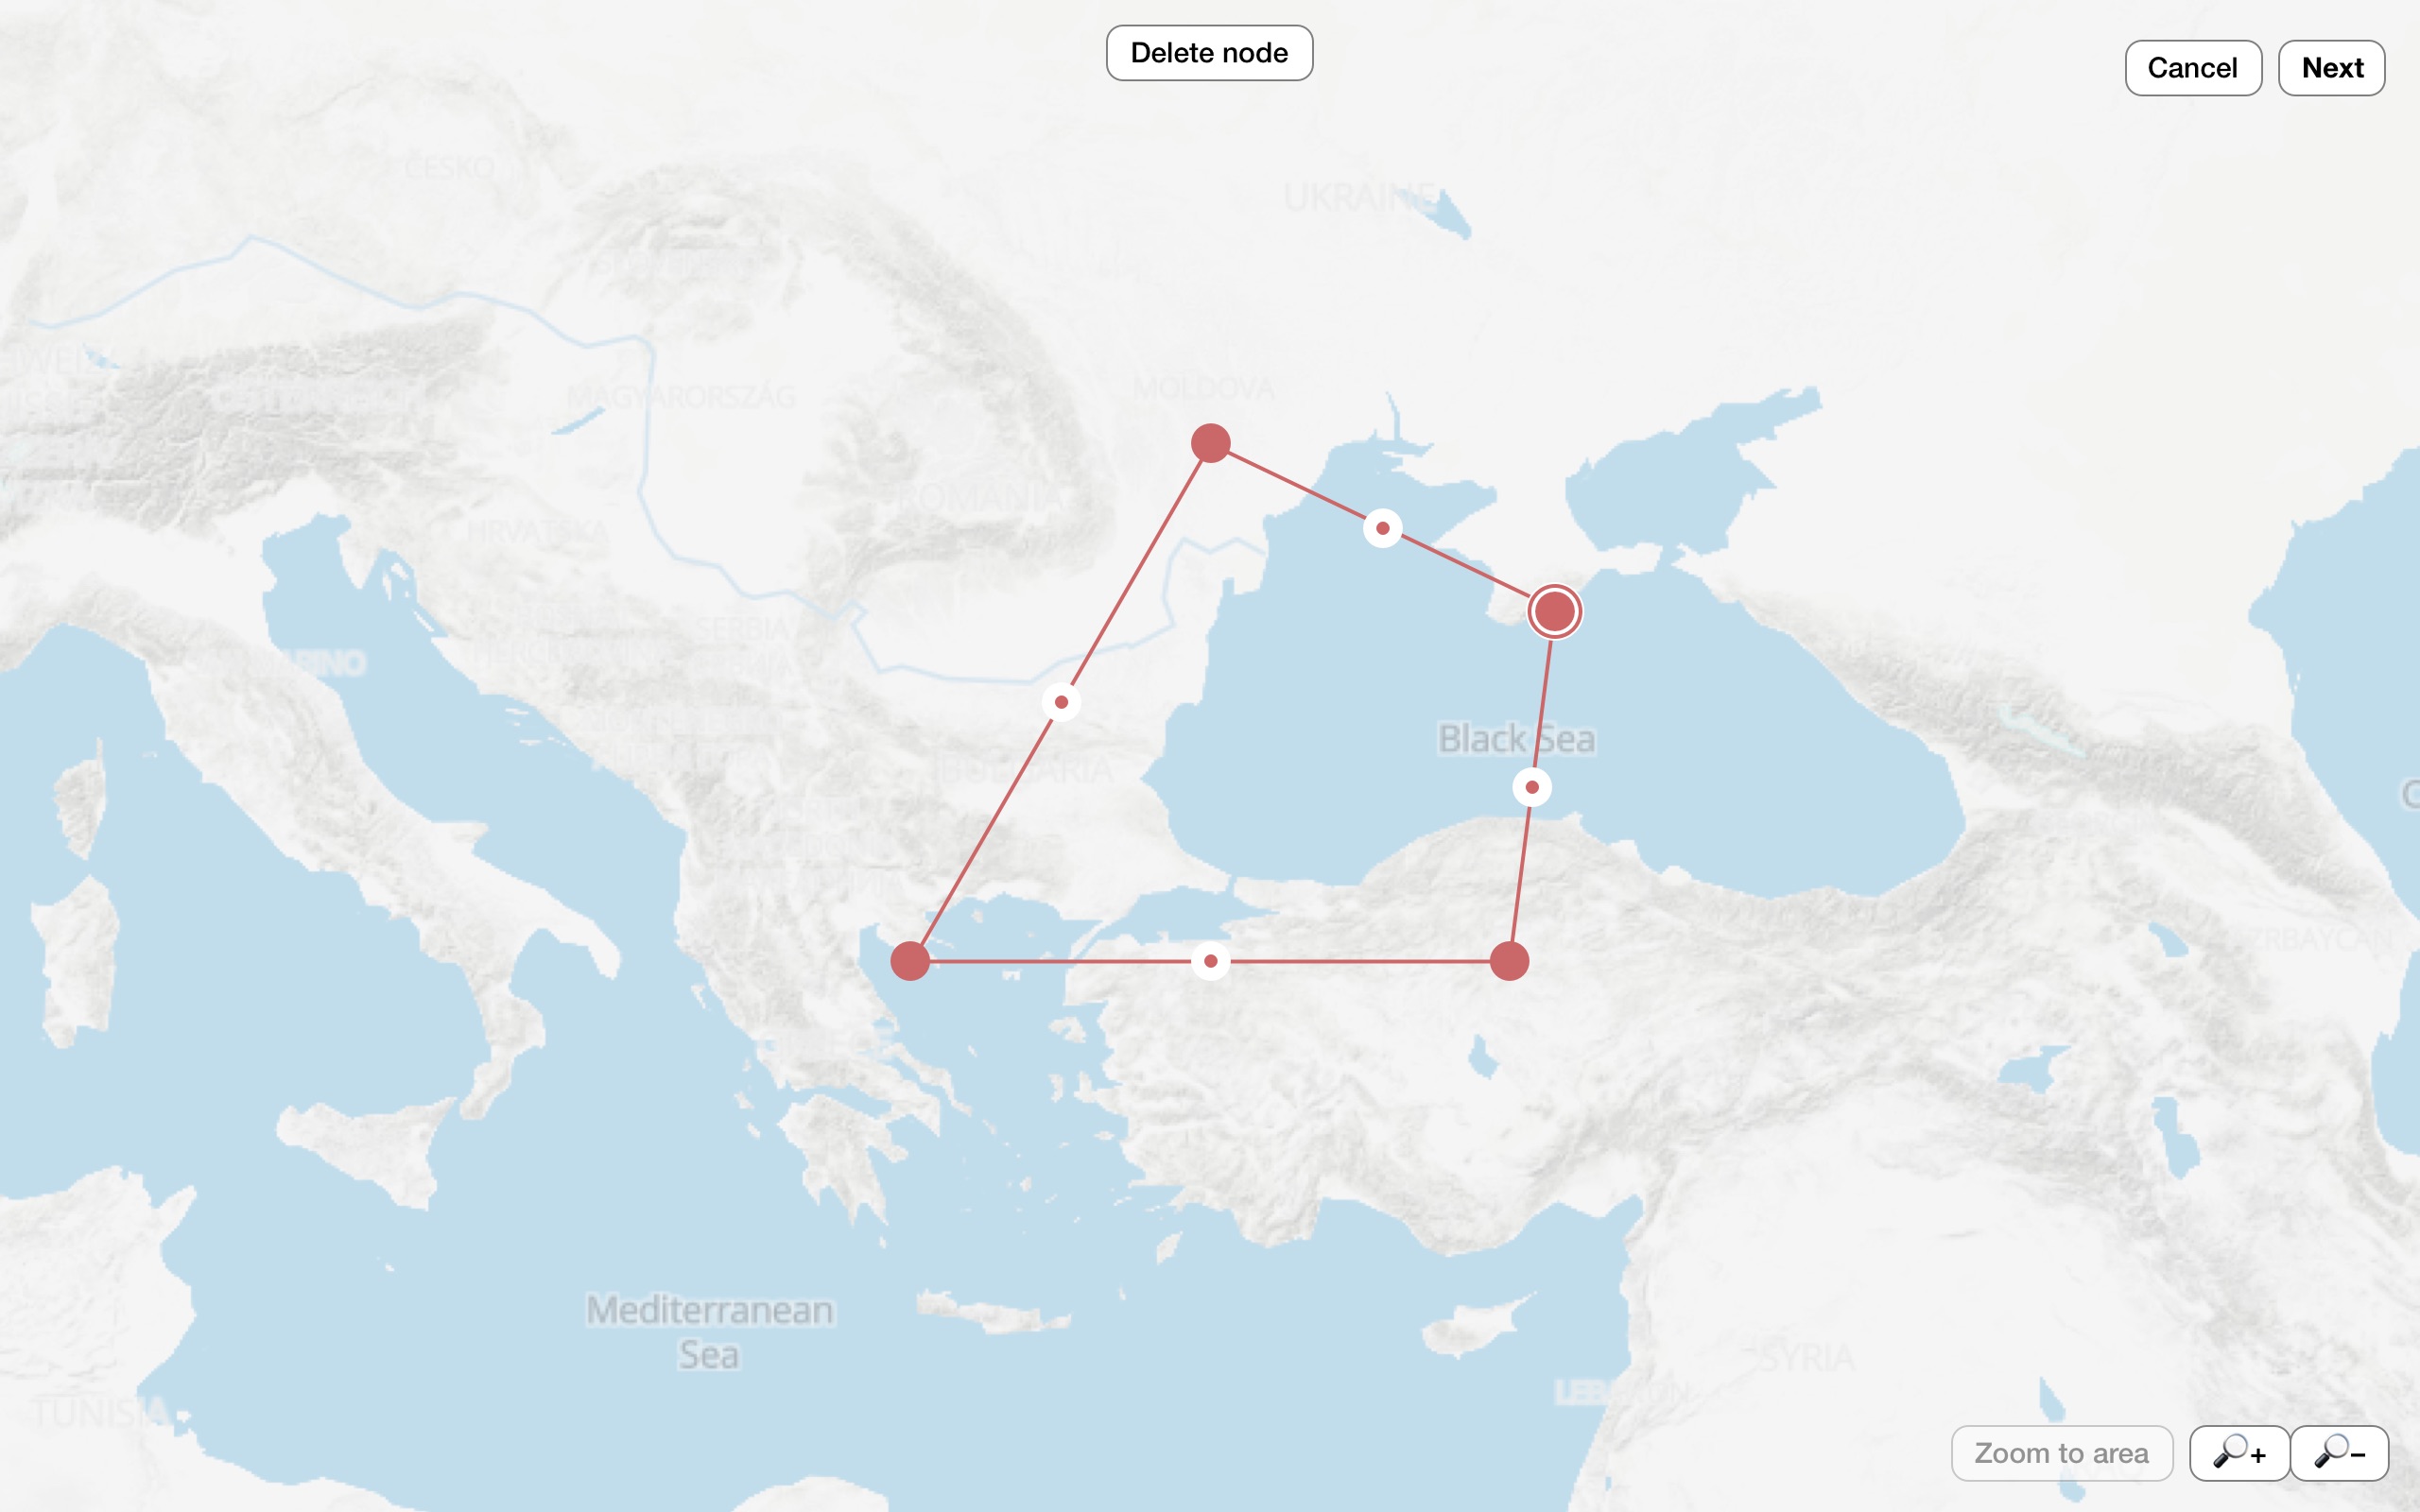 Delete node
Cancel
Next
ČESKO
UKRAINE
MAGYARORSZÁG
MOLDOVA
ROMANIA
HRVATSKA
SERBIA
Black Sea
BULGARIA
Mediterranean
Sea
SYRIA
LEBANON
TUNISIA
Zoom to area
+
−